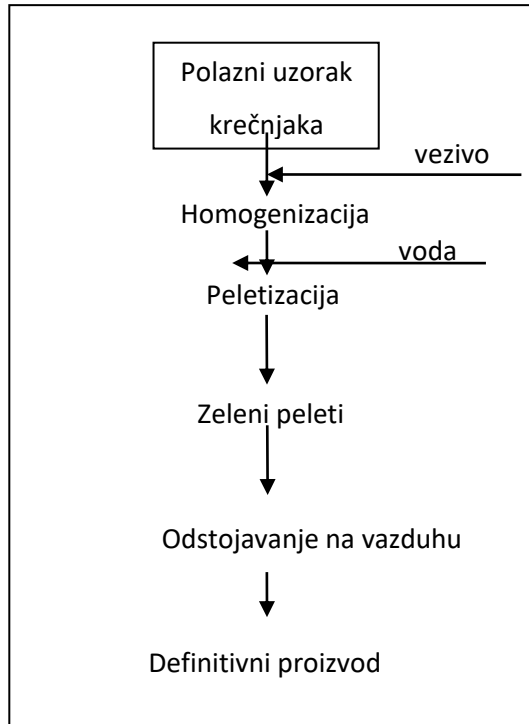 Polazni uzorak
krečnjaka
vezivo
Homogenizacija
voda
Peletizacija
Zeleni peleti
Odstojavanje na vazduhu
Definitivni proizvod